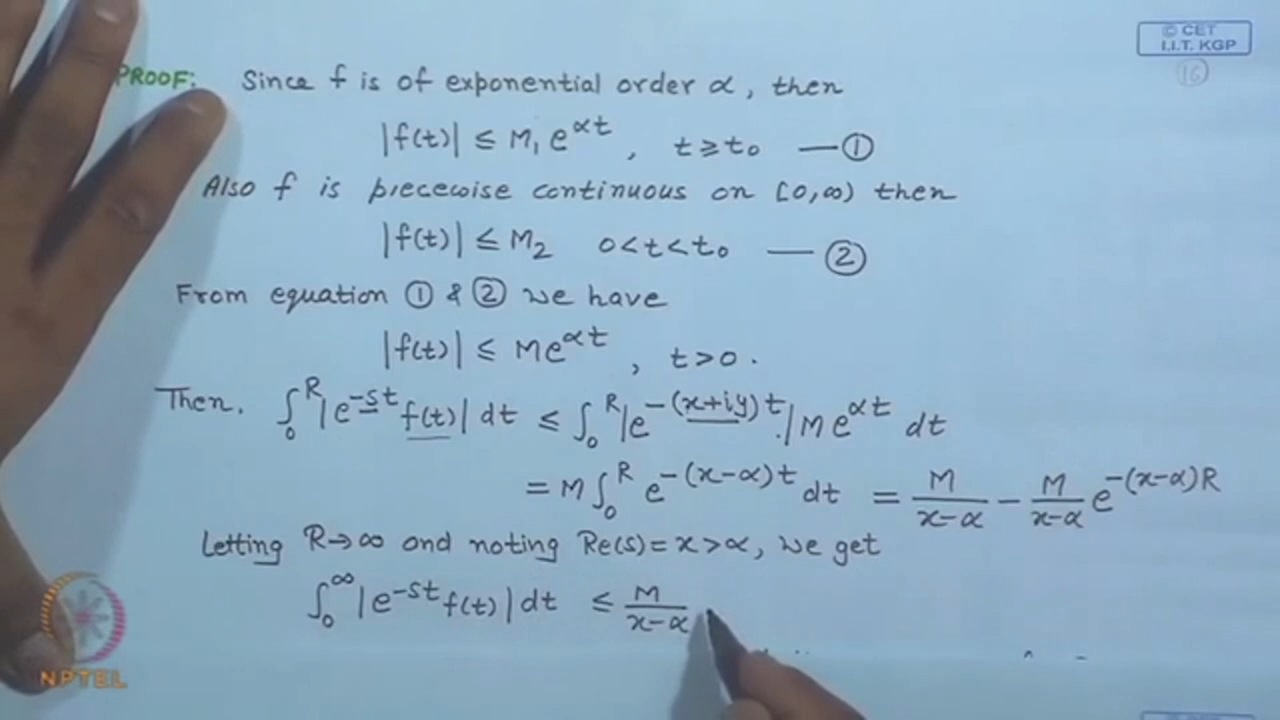 © CET
I.I.T. KGP
16
PROOF: Since f is of exponential order α, then
|f(t)| ≤ M₁ e^{αt}, t ≥ t₀ —①
Also f is piecewise continuous on [0,∞) then
|f(t)| ≤ M₂ 0<t<t₀ —②
From equation ① & ② we have
|f(t)| ≤ Me^{αt}, t>0.
Then, ∫₀^R |e^{-st} f(t)| dt ≤ ∫₀^R |e^{-(x+iy)t}| M e^{αt} dt
= M ∫₀^R e^{-(x-α)t} dt = M/(x-α) - M/(x-α) e^{-(x-α)R}
Letting R→∞ and noting Re(s)=x>α, we get
∫₀^∞ |e^{-st} f(t)| dt ≤ M/(x-α)
NPTEL